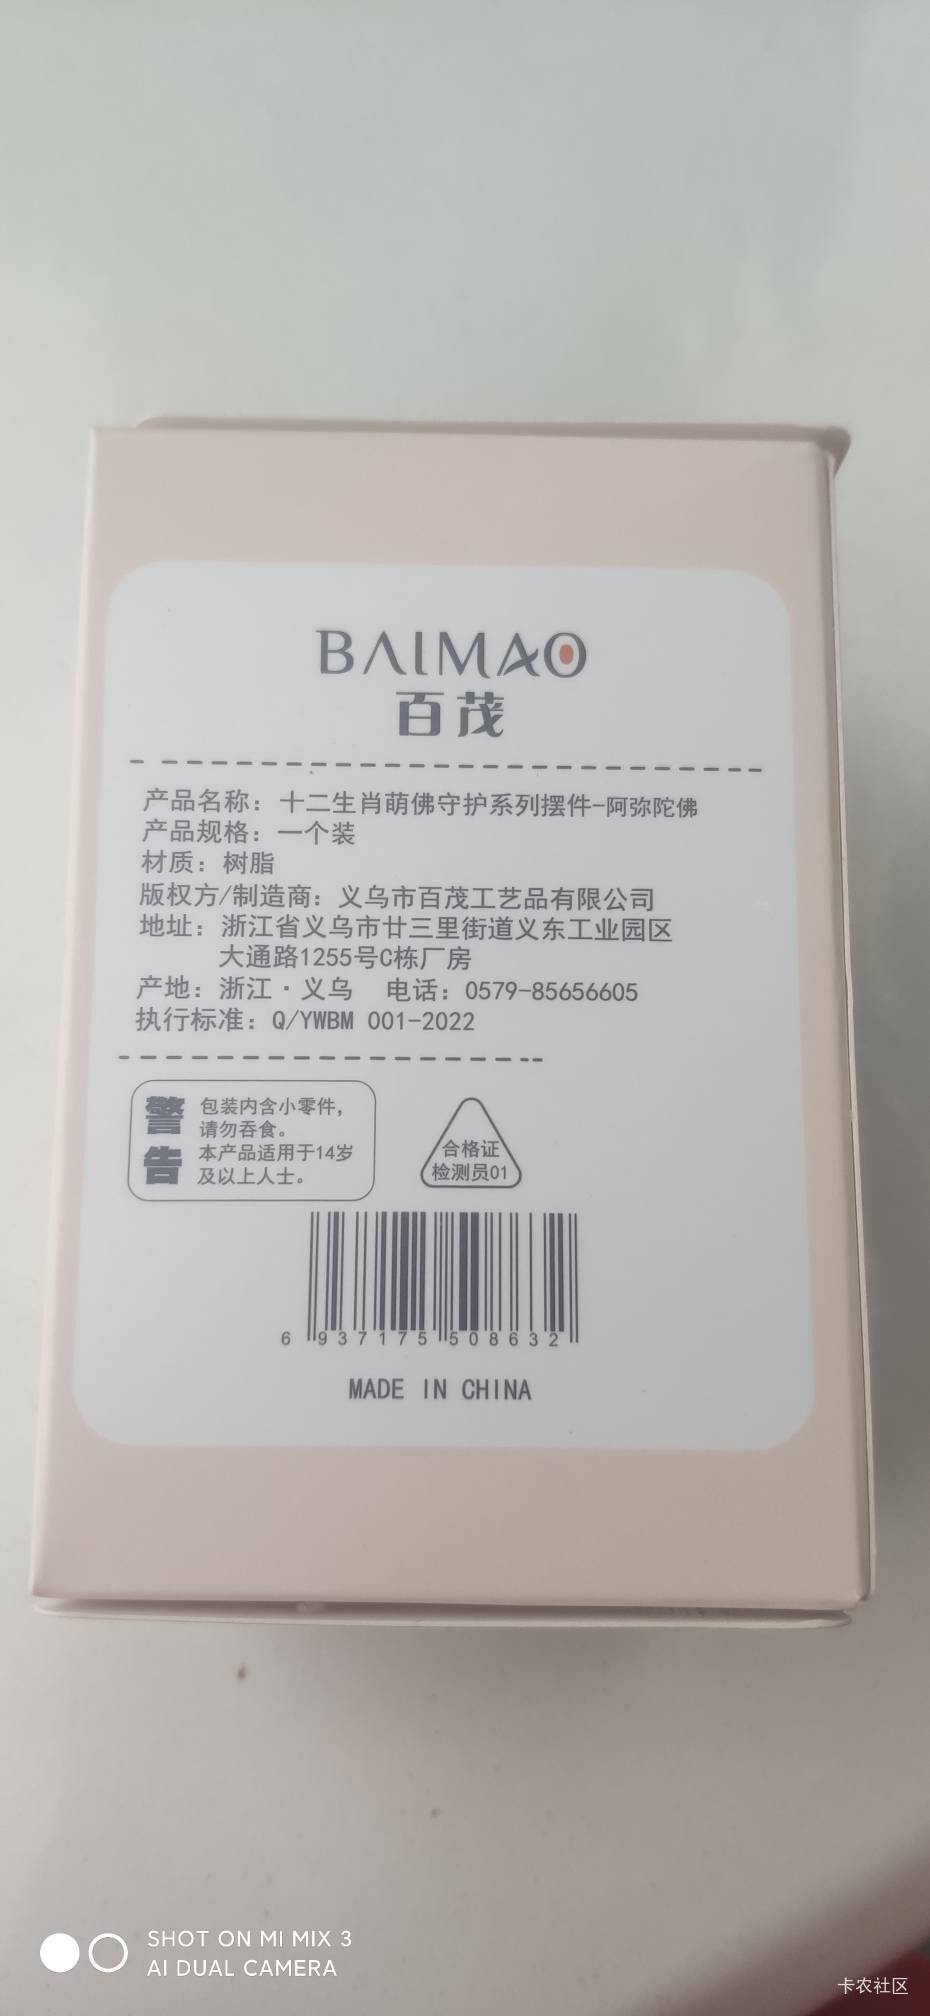 BAIMAO
百茂
产品名称：十二生肖萌佛守护系列摆件-阿弥陀佛
产品规格：一个装
材质：树脂
版权方/制造商：义乌市百茂工艺品有限公司
地址：浙江省义乌市廿三里街道义东工业园区
大通路1255号C栋厂房
产地：浙江·义乌 电话：0579-85656605
执行标准：Q/YWBM 001-2022
警告
包装内含小零件，
请勿吞食。
本产品适用于14岁
及以上人士。
合格证
检测员01
6 937175 508632
MADE IN CHINA
SHOT ON MI MIX 3
AI DUAL CAMERA
卡农社区